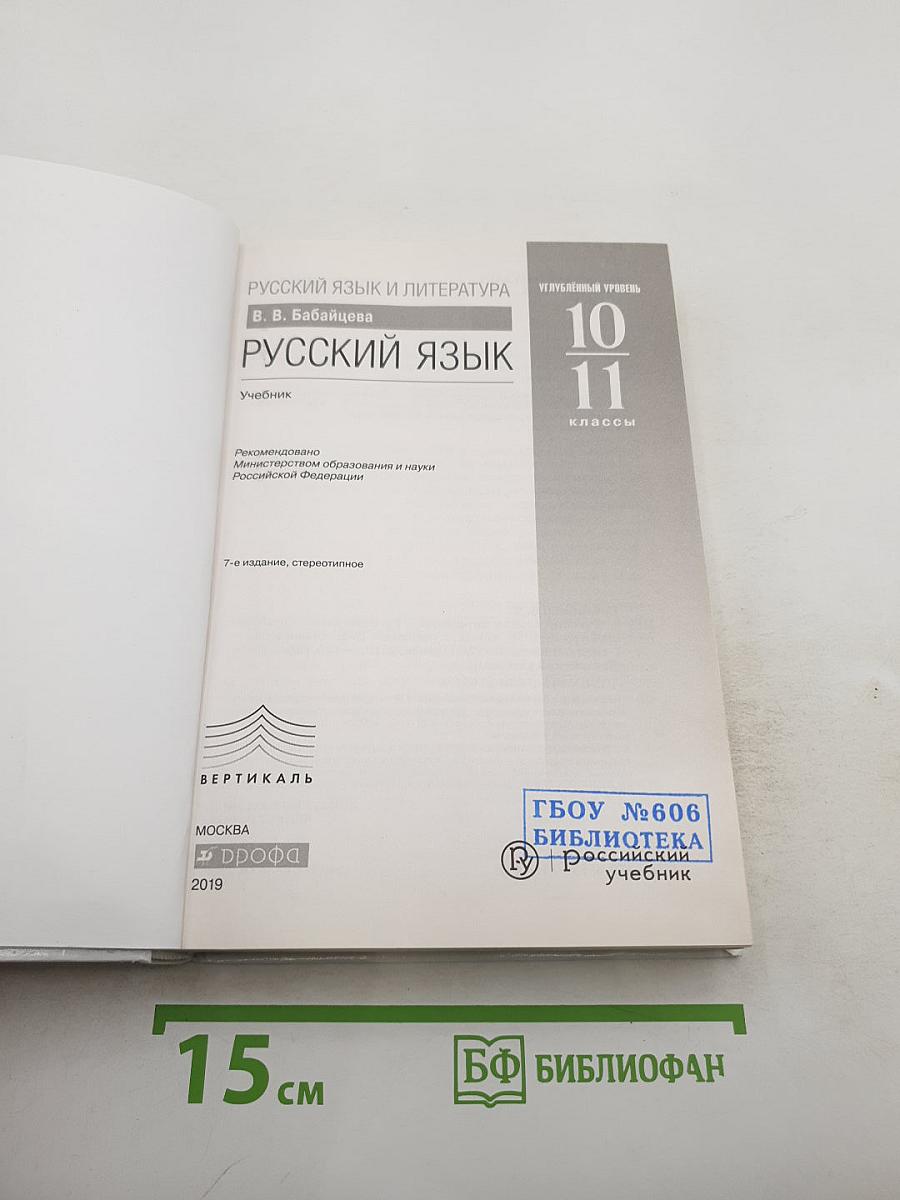 РУССКИЙ ЯЗЫК И ЛИТЕРАТУРА
В. В. Бабайцева
РУССКИЙ ЯЗЫК
Учебник
Рекомендовано
Министерством образования и науки
Российской Федерации
7-е издание, стереотипное
УГЛУБЛЁННЫЙ УРОВЕНЬ
10
11
классы
ВЕРТИКАЛЬ
МОСКВА
дрофа
2019
ГБОУ №606
БИБЛИОТЕКА
РУ российский
учебник
15 см
БФ БИБЛИОФАН